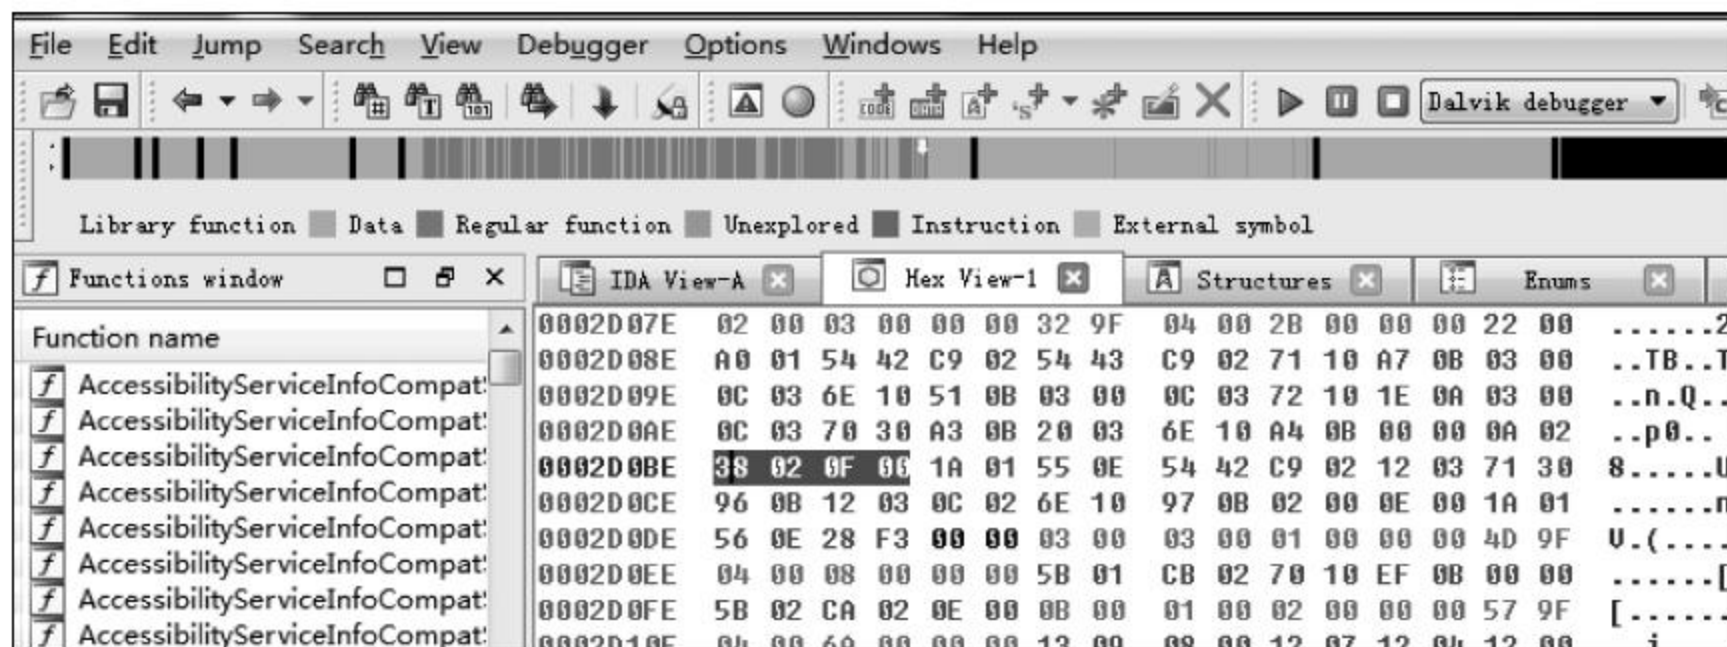 File Edit Jump Search View Debugger Options Windows Help
Dalvik debugger
Library function Data Regular function Unexplored Instruction External symbol
Functions window
IDA View-A Hex View-1 Structures Enums
Function name
AccessibilityServiceInfoCompat
AccessibilityServiceInfoCompat
AccessibilityServiceInfoCompat
AccessibilityServiceInfoCompat
AccessibilityServiceInfoCompat
AccessibilityServiceInfoCompat
AccessibilityServiceInfoCompat
AccessibilityServiceInfoCompat
0002D07E 02 00 03 00 00 00 32 9F 04 00 2B 00 00 00 22 00 ......2
0002D08E A0 01 54 42 C9 02 54 43 C9 02 71 10 A7 0B 03 00 ..TB..T
0002D09E 0C 03 6E 10 51 0B 03 00 0C 03 72 10 1E 0A 03 00 ..n.Q..
0002D0AE 0C 03 70 30 A3 0B 20 03 6E 10 A4 0B 00 00 0A 02 ..p0..
0002D0BE 38 02 0F 00 1A 01 55 0E 54 42 C9 02 12 03 71 30 8.....U
0002D0CE 96 0B 12 03 0C 02 6E 10 97 0B 02 00 0E 00 1A 01 ......n
0002D0DE 56 0E 28 F3 00 00 03 00 03 00 01 00 00 00 4D 9F V.(....
0002D0EE 04 00 08 00 00 00 5B 01 CB 02 70 10 EF 0B 00 00 ......[
0002D0FE 5B 02 CA 02 0E 00 0B 00 01 00 02 00 00 00 57 9F [......